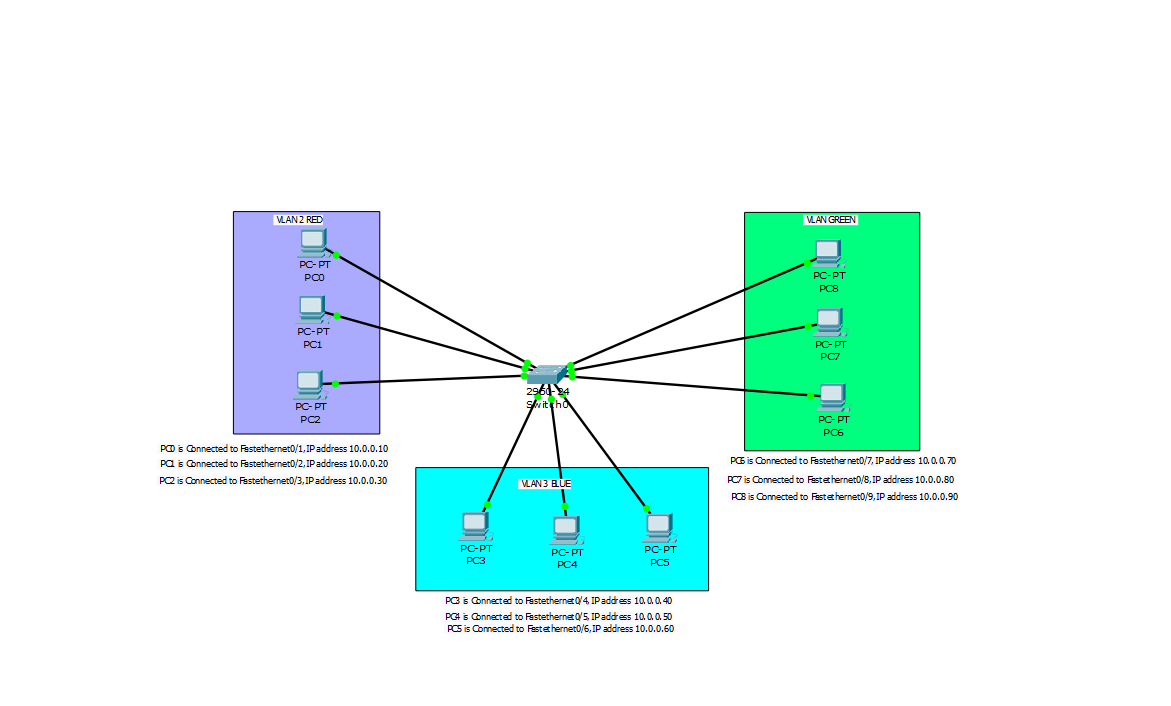 VLAN 2 RED
PC-PT
PC0
PC-PT
PC1
PC-PT
PC2
PC0 is Connected to Fastethernet0/1,IP address 10.0.0.10
PC1 is Connected to Fastethernet0/2,IP address 10.0.0.20
PC2 is Connected to Fastethernet0/3,IP address 10.0.0.30
2960-24
Switch0
VLAN GREEN
PC-PT
PC8
PC-PT
PC7
PC-PT
PC6
PC6 is Connected to Fastethernet0/7, IP address 10.0.0.70
PC7 is Connected to Fastethernet0/8, IP address 10.0.0.80
PC8 is Connected to Fastethernet0/9, IP address 10.0.0.90
VLAN 3 BLUE
PC-PT
PC3
PC-PT
PC4
PC-PT
PC5
PC3 is Connected to Fastethernet0/4, IP address 10.0.0.40
PC4 is Connected to Fastethernet0/5, IP address 10.0.0.50
PC5 is Connected to Fastethernet0/6, IP address 10.0.0.60